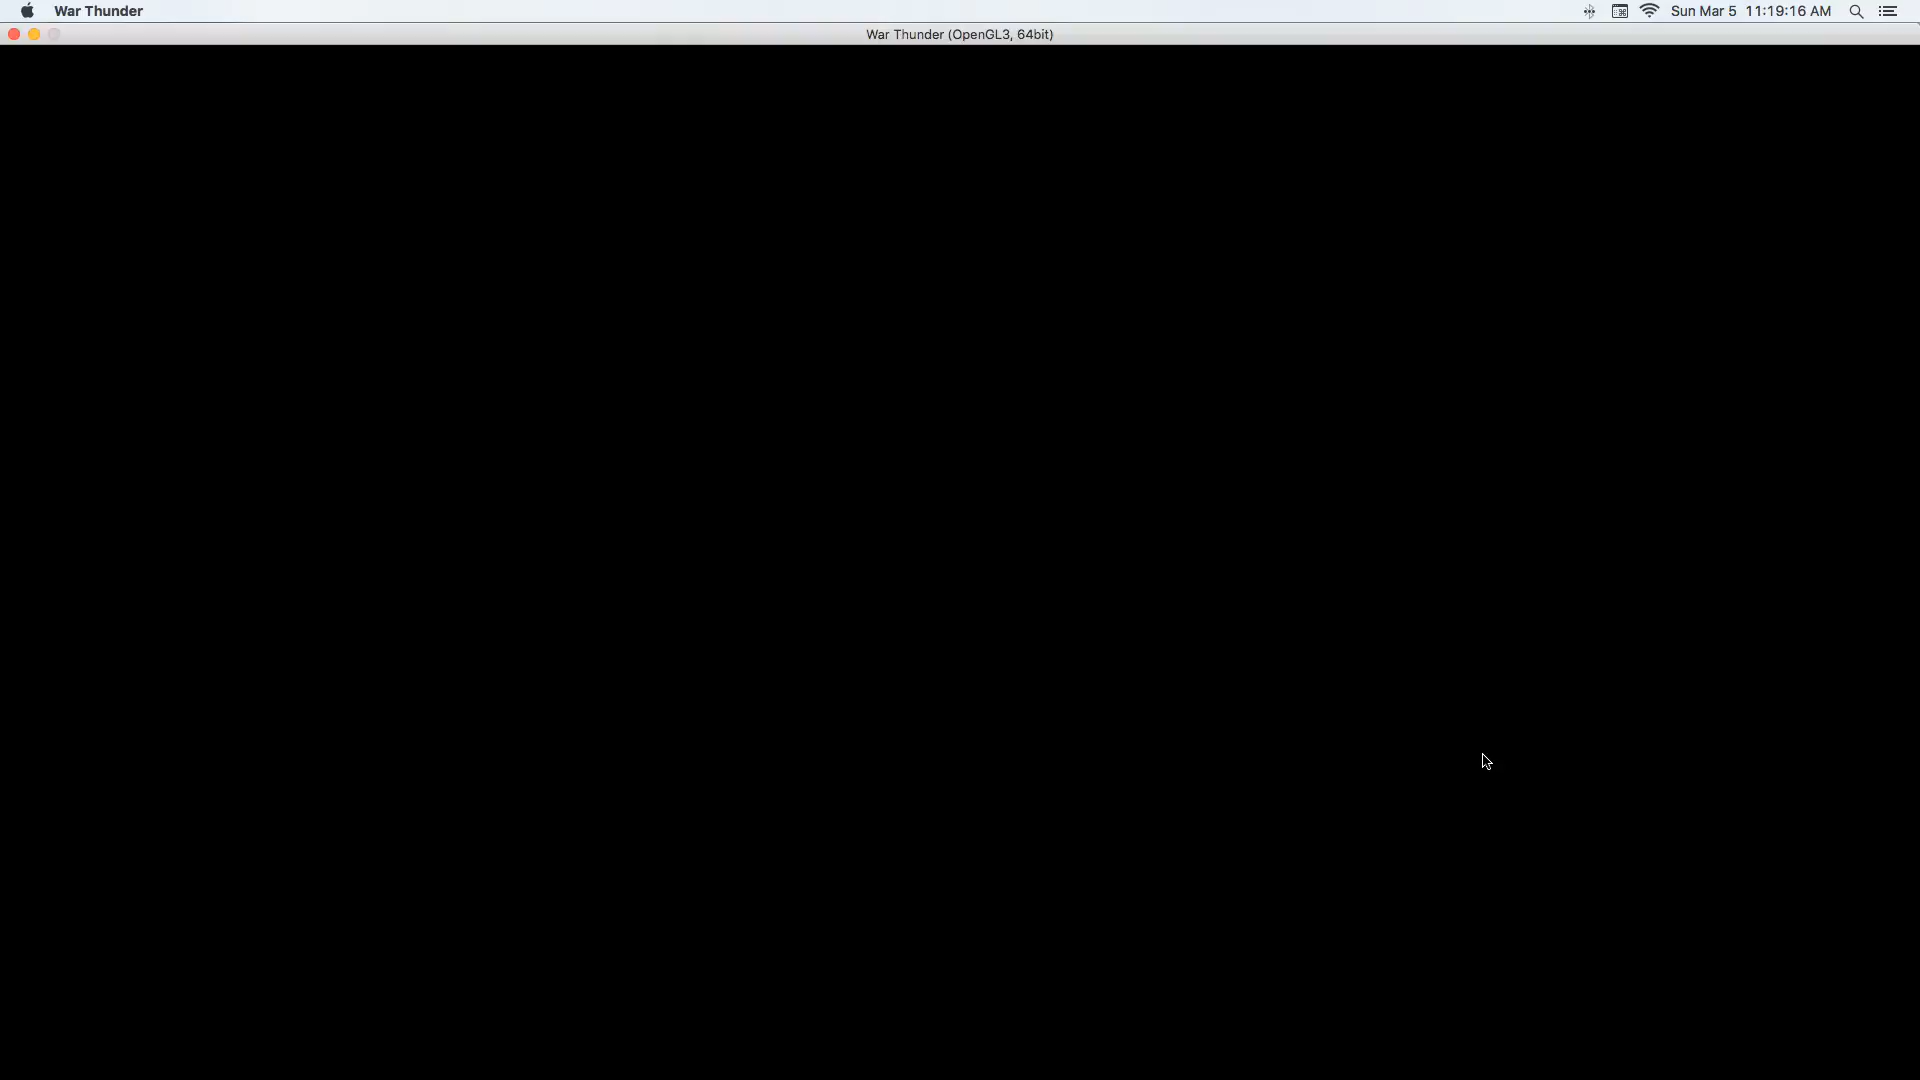 War Thunder
Sun Mar 5 11:19:16 AM
War Thunder (OpenGL3, 64bit)